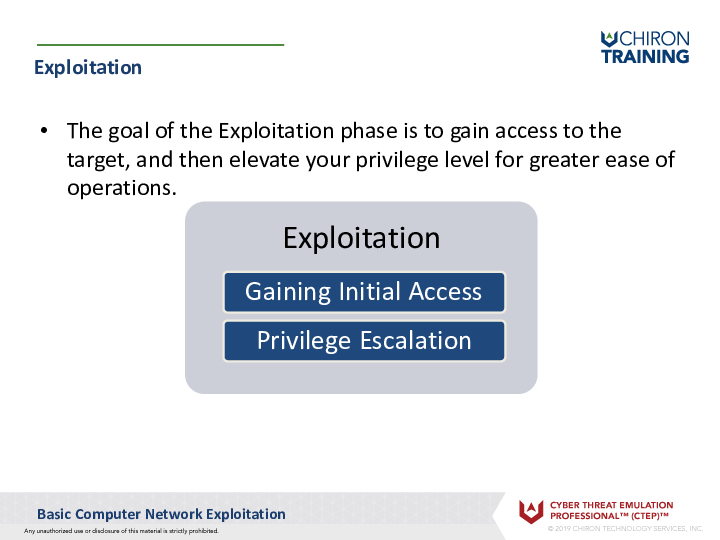 CHIRON
TRAINING
Exploitation
• The goal of the Exploitation phase is to gain access to the
target, and then elevate your privilege level for greater ease of
operations.
Exploitation
Gaining Initial Access
Privilege Escalation
Basic Computer Network Exploitation
Any unauthorized use or disclosure of this material is strictly prohibited.
CYBER THREAT EMULATION
PROFESSIONAL™ (CTEP)™
© 2019 CHIRON TECHNOLOGY SERVICES, INC.